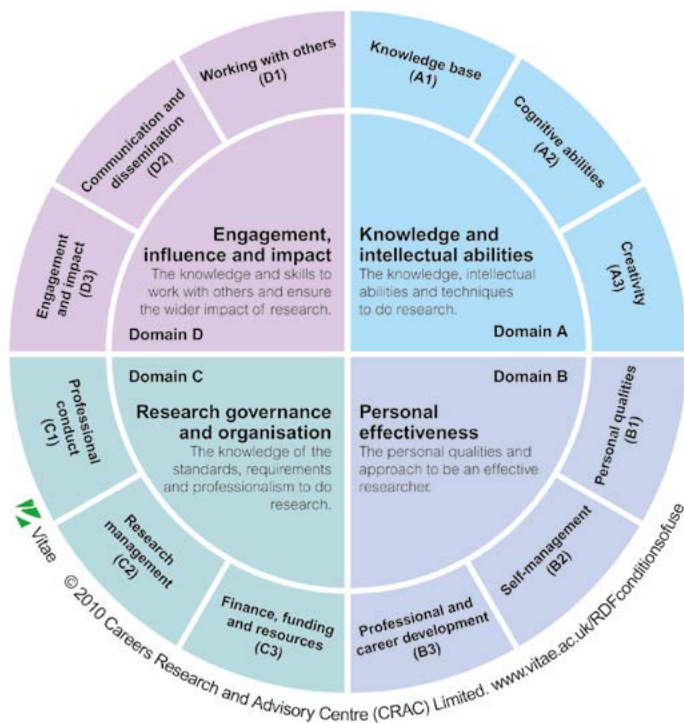 Working with others
(D1)
Knowledge base
(A1)
Communication and
dissemination
(D2)
Cognitive abilities
(A2)
Engagement
and impact
(D3)
Creativity
(A3)
Engagement,
influence and impact
The knowledge and skills to
work with others and ensure
the wider impact of research.
Domain D
Knowledge and
intellectual abilities
The knowledge, intellectual
abilities and techniques
to do research.
Domain A
Domain C
Research governance
and organisation
The knowledge of the
standards, requirements
and professionalism to do
research.
Domain B
Personal
effectiveness
The personal qualities and
approach to be an effective
researcher.
Professional
conduct
(C1)
Personal qualities
(B1)
Research
management
(C2)
Self-management
(B2)
Finance, funding
and resources
(C3)
Professional and
career development
(B3)
Vitae © 2010 Careers Research and Advisory Centre (CRAC) Limited. www.vitae.ac.uk/RDFconditionsofuse